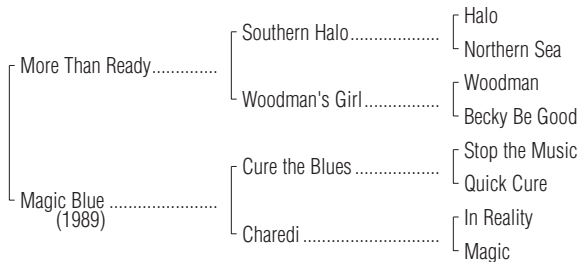 Halo
Southern Halo
Northern Sea
More Than Ready
Woodman
Woodman's Girl
Becky Be Good
Stop the Music
Cure the Blues
Quick Cure
Magic Blue
(1989)
In Reality
Charedi
Magic